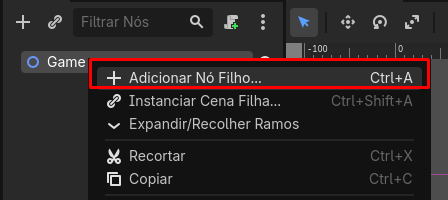 Filtrar Nós
-100
0
Game
Adicionar Nó Filho... Ctrl+A
Instanciar Cena Filha... Ctrl+Shift+A
Expandir/Recolher Ramos
Recortar Ctrl+X
Copiar Ctrl+C